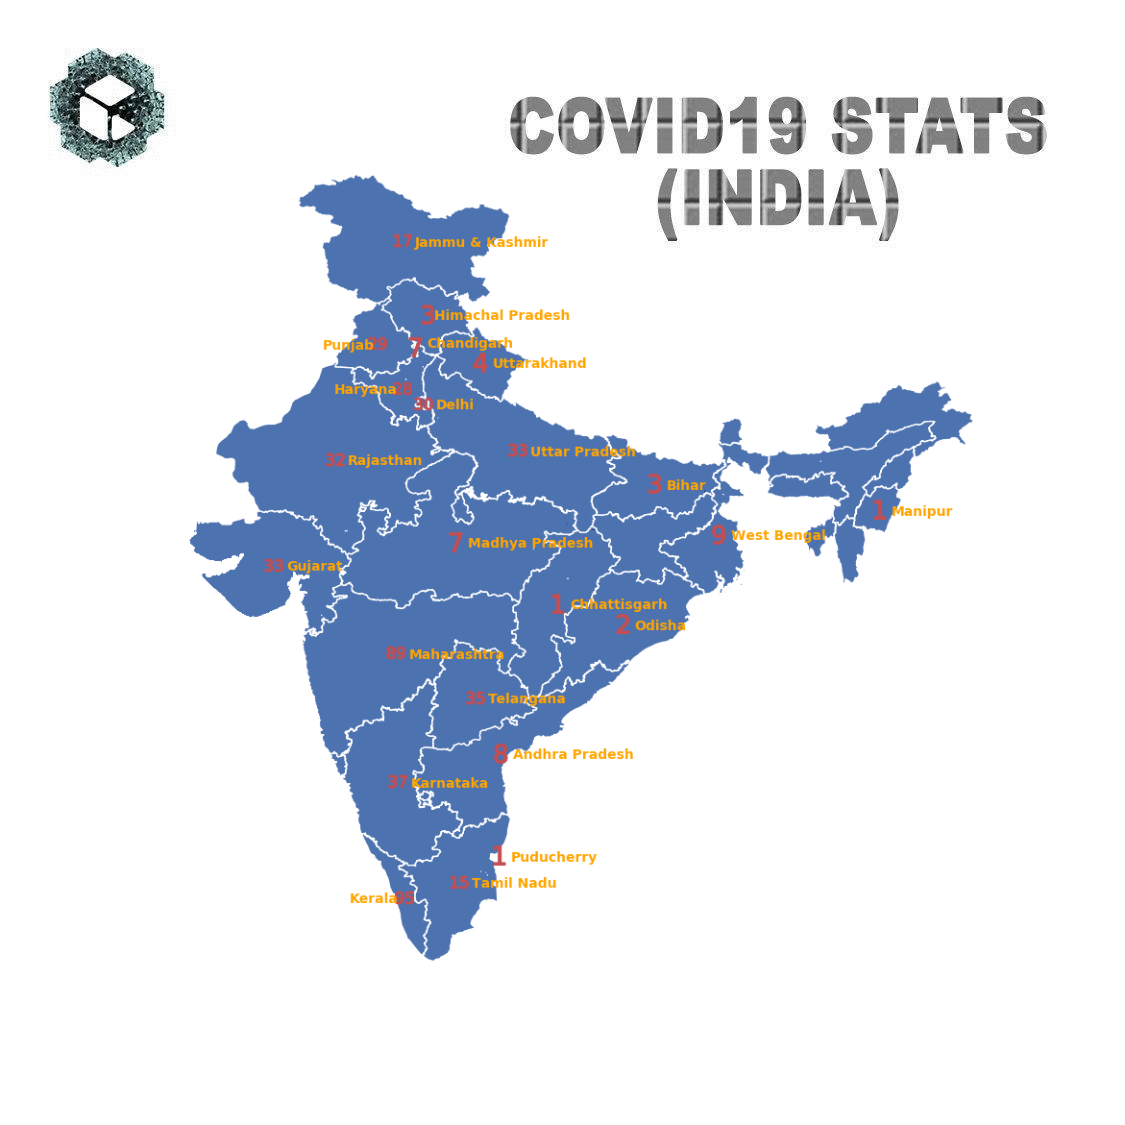 COVID19 STATS
(INDIA)
17 Jammu & Kashmir
3 Himachal Pradesh
7 Chandigarh
Punjab 29
4 Uttarakhand
Haryana 28
30 Delhi
33 Uttar Pradesh
32 Rajasthan
3 Bihar
1 Manipur
9 West Bengal
7 Madhya Pradesh
33 Gujarat
1 Chhattisgarh
2 Odisha
89 Maharashtra
35 Telangana
8 Andhra Pradesh
37 Karnataka
1 Puducherry
15 Tamil Nadu
Kerala